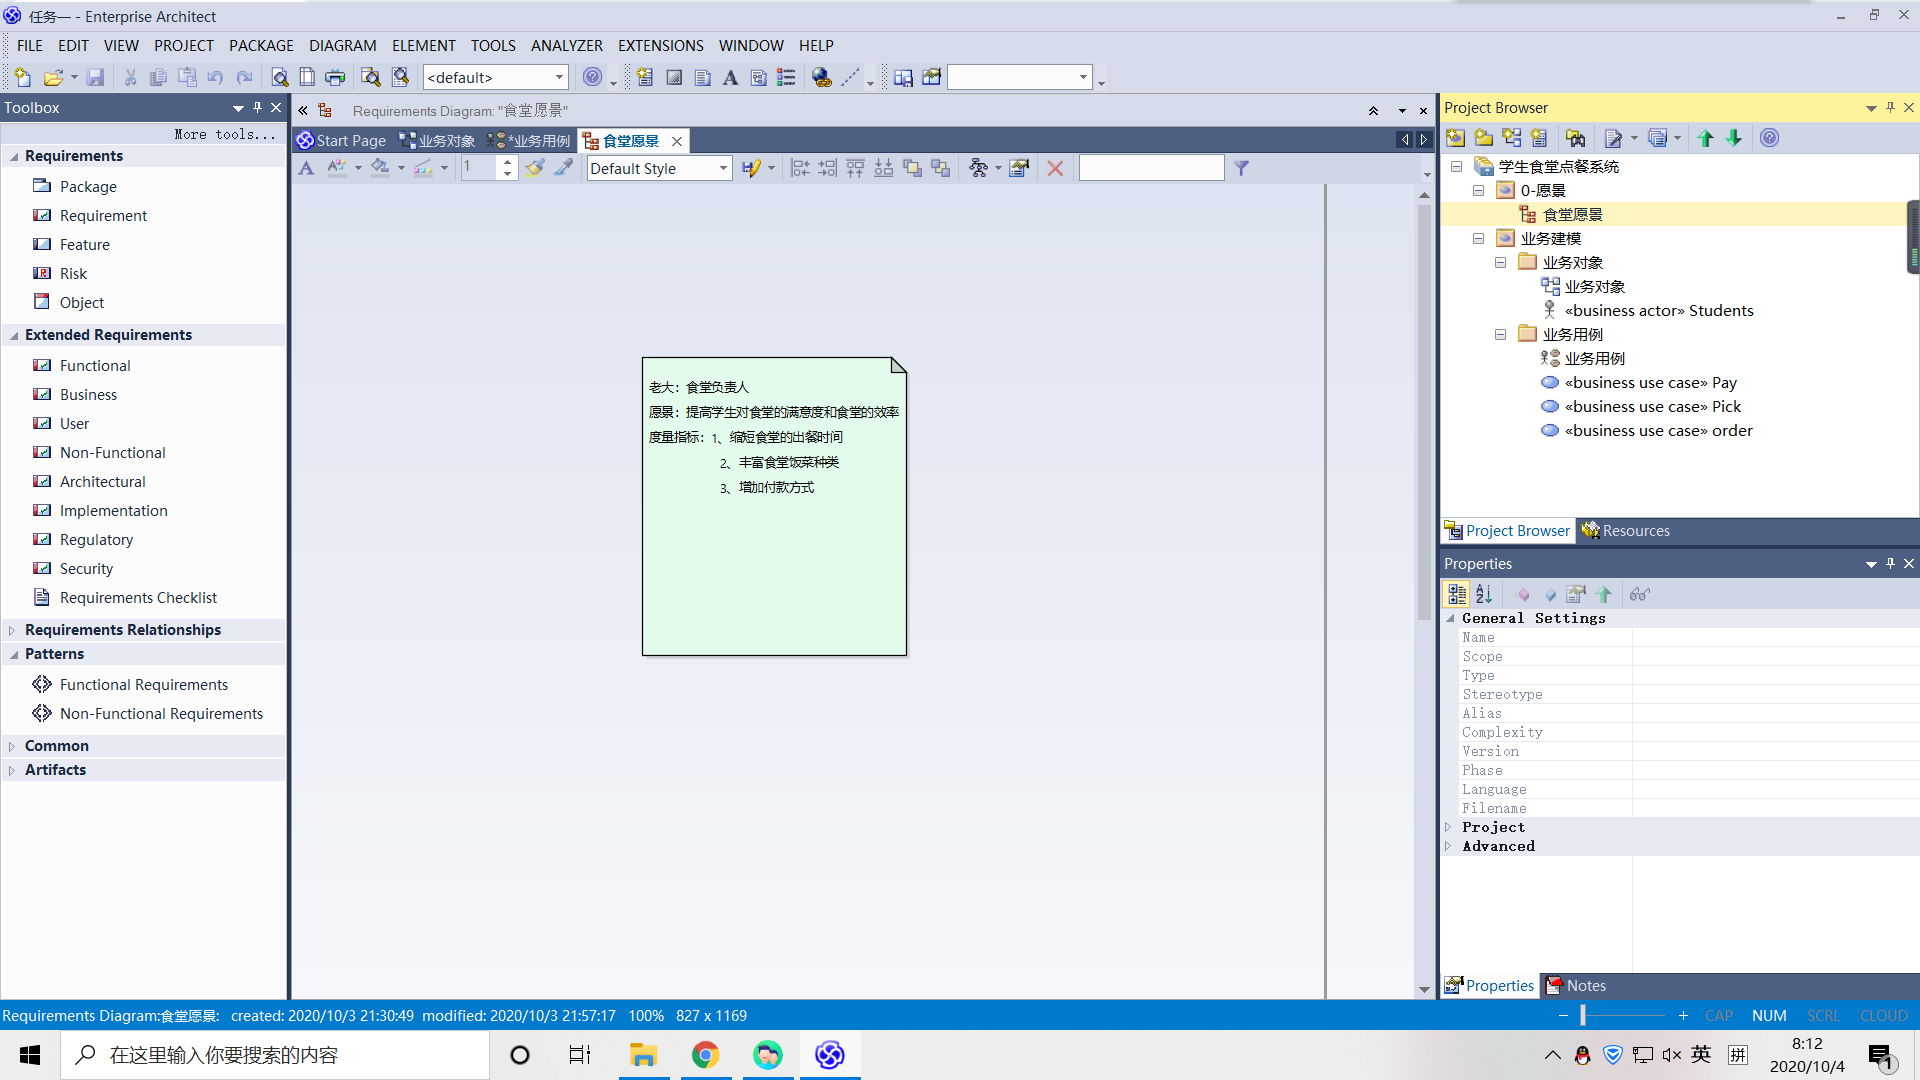 任务一 - Enterprise Architect
FILE EDIT VIEW PROJECT PACKAGE DIAGRAM ELEMENT TOOLS ANALYZER EXTENSIONS WINDOW HELP
<default>
Toolbox
More tools...
Requirements
Package
Requirement
Feature
Risk
Object
Extended Requirements
Functional
Business
User
Non-Functional
Architectural
Implementation
Regulatory
Security
Requirements Checklist
Requirements Relationships
Patterns
Functional Requirements
Non-Functional Requirements
Common
Artifacts
Requirements Diagram: "食堂愿景"
Start Page 业务对象 *业务用例 食堂愿景
1 Default Style
老大：食堂负责人
愿景：提高学生对食堂的满意度和食堂的效率
度量指标：1、缩短食堂的出餐时间
2、丰富食堂饭菜种类
3、增加付款方式
Project Browser
学生食堂点餐系统
0-愿景
食堂愿景
业务建模
业务对象
业务对象
«business actor» Students
业务用例
业务用例
«business use case» Pay
«business use case» Pick
«business use case» order
Project Browser Resources
Properties
General Settings
Name
Scope
Type
Stereotype
Alias
Complexity
Version
Phase
Language
Filename
Project
Advanced
Properties Notes
Requirements Diagram:食堂愿景: created: 2020/10/3 21:30:49 modified: 2020/10/3 21:57:17 100% 827 x 1169
CAP NUM SCRL CLOUD
在这里输入你要搜索的内容
英 拼
8:12
2020/10/4
1